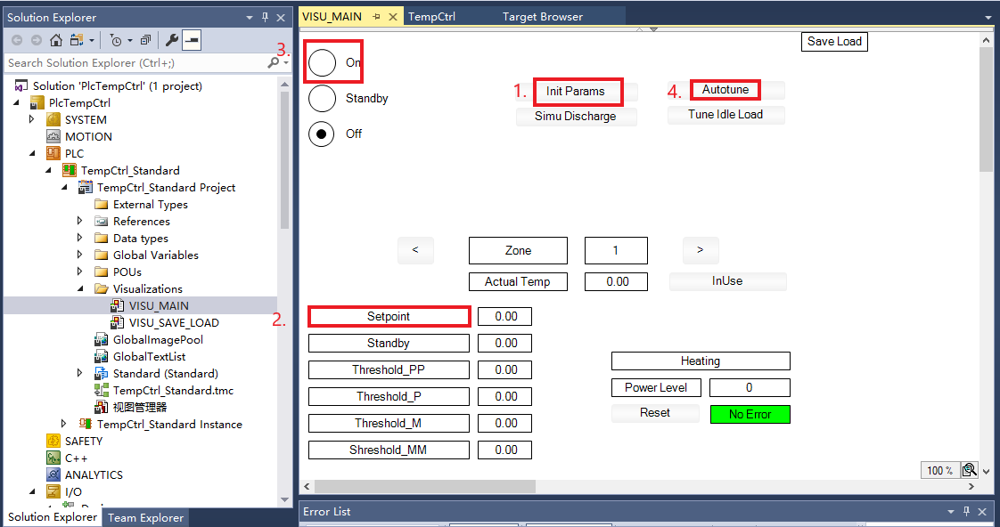 Solution Explorer
Search Solution Explorer (Ctrl+;)
Solution 'PlcTempCtrl' (1 project)
PlcTempCtrl
SYSTEM
MOTION
PLC
TempCtrl_Standard
TempCtrl_Standard Project
External Types
References
Data types
Global Variables
POUs
Visualizations
VISU_MAIN
VISU_SAVE_LOAD
GlobalImagePool
GlobalTextList
Standard (Standard)
TempCtrl_Standard.tmc
视图管理器
TempCtrl_Standard Instance
SAFETY
C++
ANALYTICS
I/O
Solution Explorer
Team Explorer
VISU_MAIN
TempCtrl
Target Browser
Save Load
3.
On
Standby
Off
1.
Init Params
Simu Discharge
4.
Autotune
Tune Idle Load
<
Zone
1
>
Actual Temp
0.00
InUse
2.
Setpoint
0.00
Standby
0.00
Threshold_PP
0.00
Threshold_P
0.00
Threshold_M
0.00
Shreshold_MM
0.00
Heating
Power Level
0
Reset
No Error
100 %
Error List